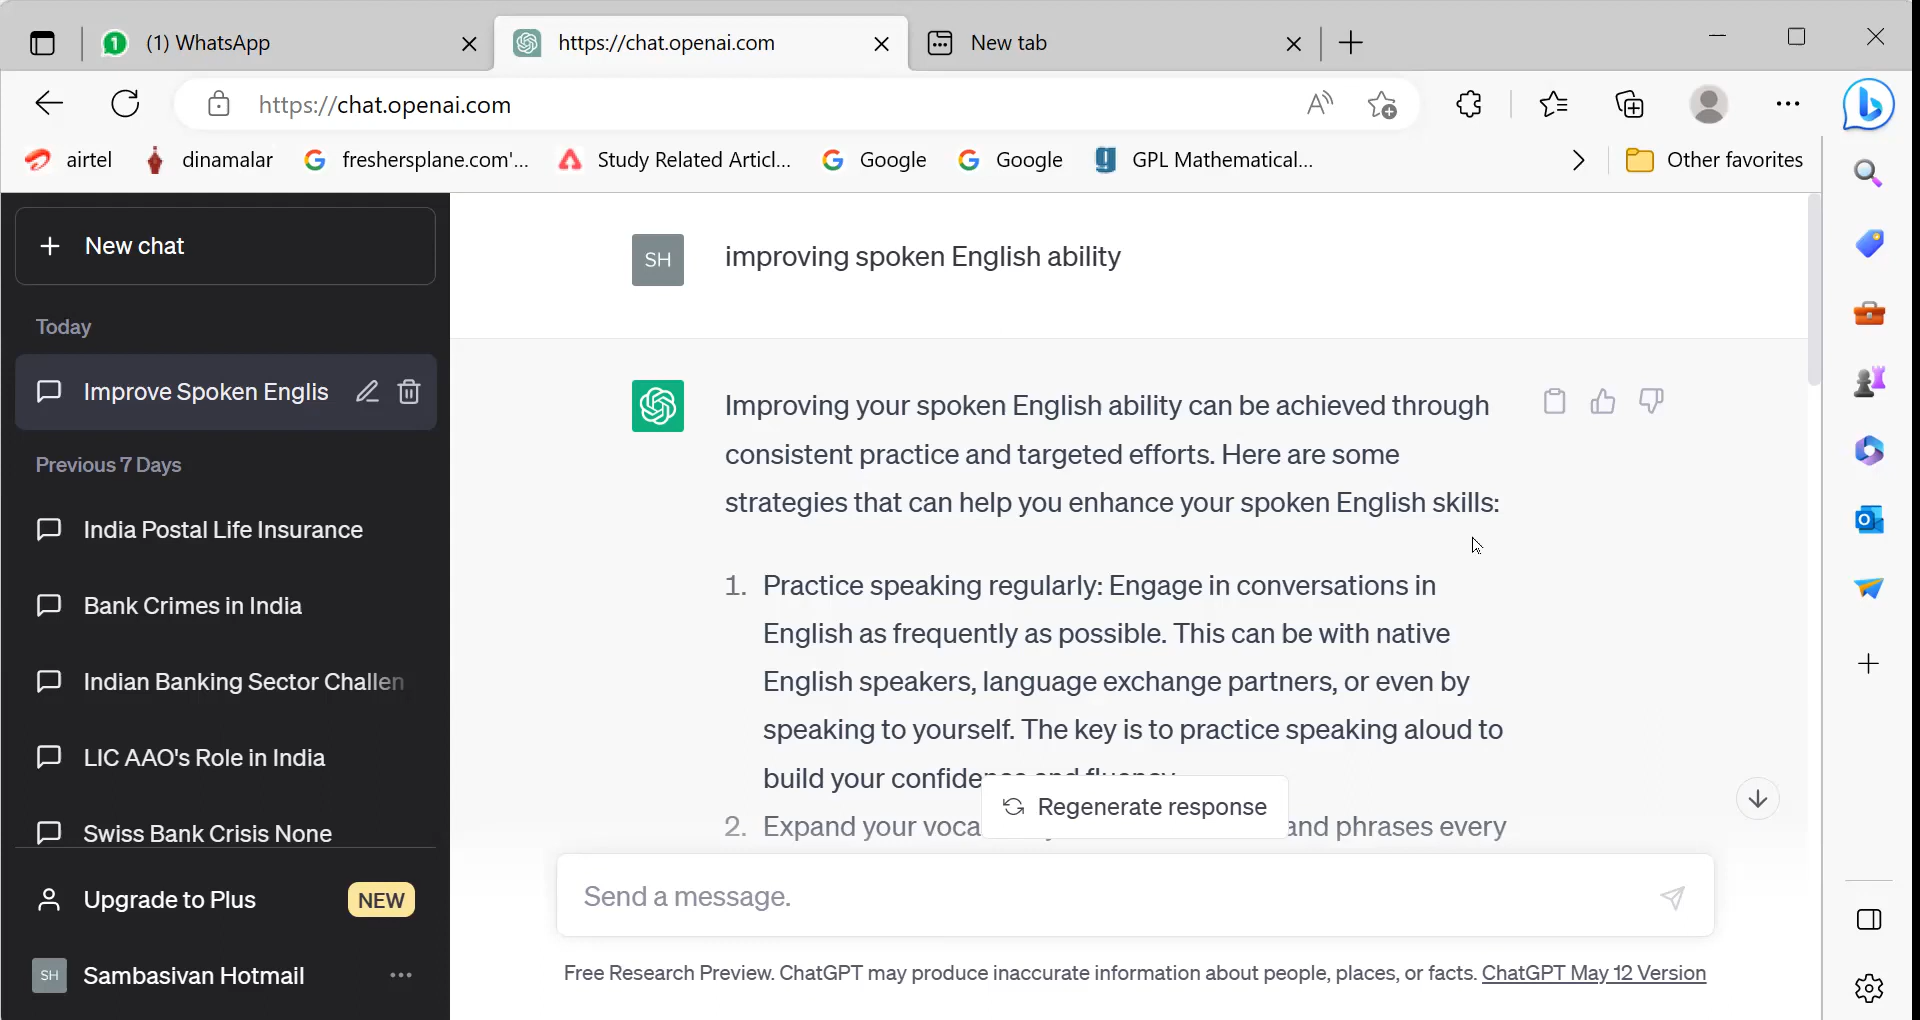 (1) WhatsApp
https://chat.openai.com
New tab
https://chat.openai.com
airtel
dinamalar
freshersplane.com'...
Study Related Articl...
Google
Google
GPL Mathematical...
Other favorites
New chat
Today
Improve Spoken Englis
Previous 7 Days
India Postal Life Insurance
Bank Crimes in India
Indian Banking Sector Challen
LIC AAO's Role in India
Swiss Bank Crisis None
Upgrade to Plus NEW
SH Sambasivan Hotmail
SH improving spoken English ability
Improving your spoken English ability can be achieved through
consistent practice and targeted efforts. Here are some
strategies that can help you enhance your spoken English skills:
1. Practice speaking regularly: Engage in conversations in
English as frequently as possible. This can be with native
English speakers, language exchange partners, or even by
speaking to yourself. The key is to practice speaking aloud to
build your confidence and fluency.
Regenerate response
2. Expand your and phrases every
Send a message.
Free Research Preview. ChatGPT may produce inaccurate information about people, places, or facts. ChatGPT May 12 Version